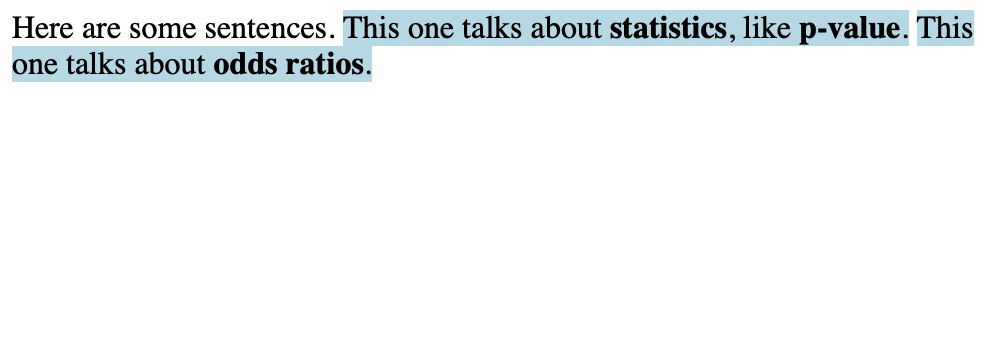 Here are some sentences. This one talks about statistics, like p-value. This
one talks about odds ratios.